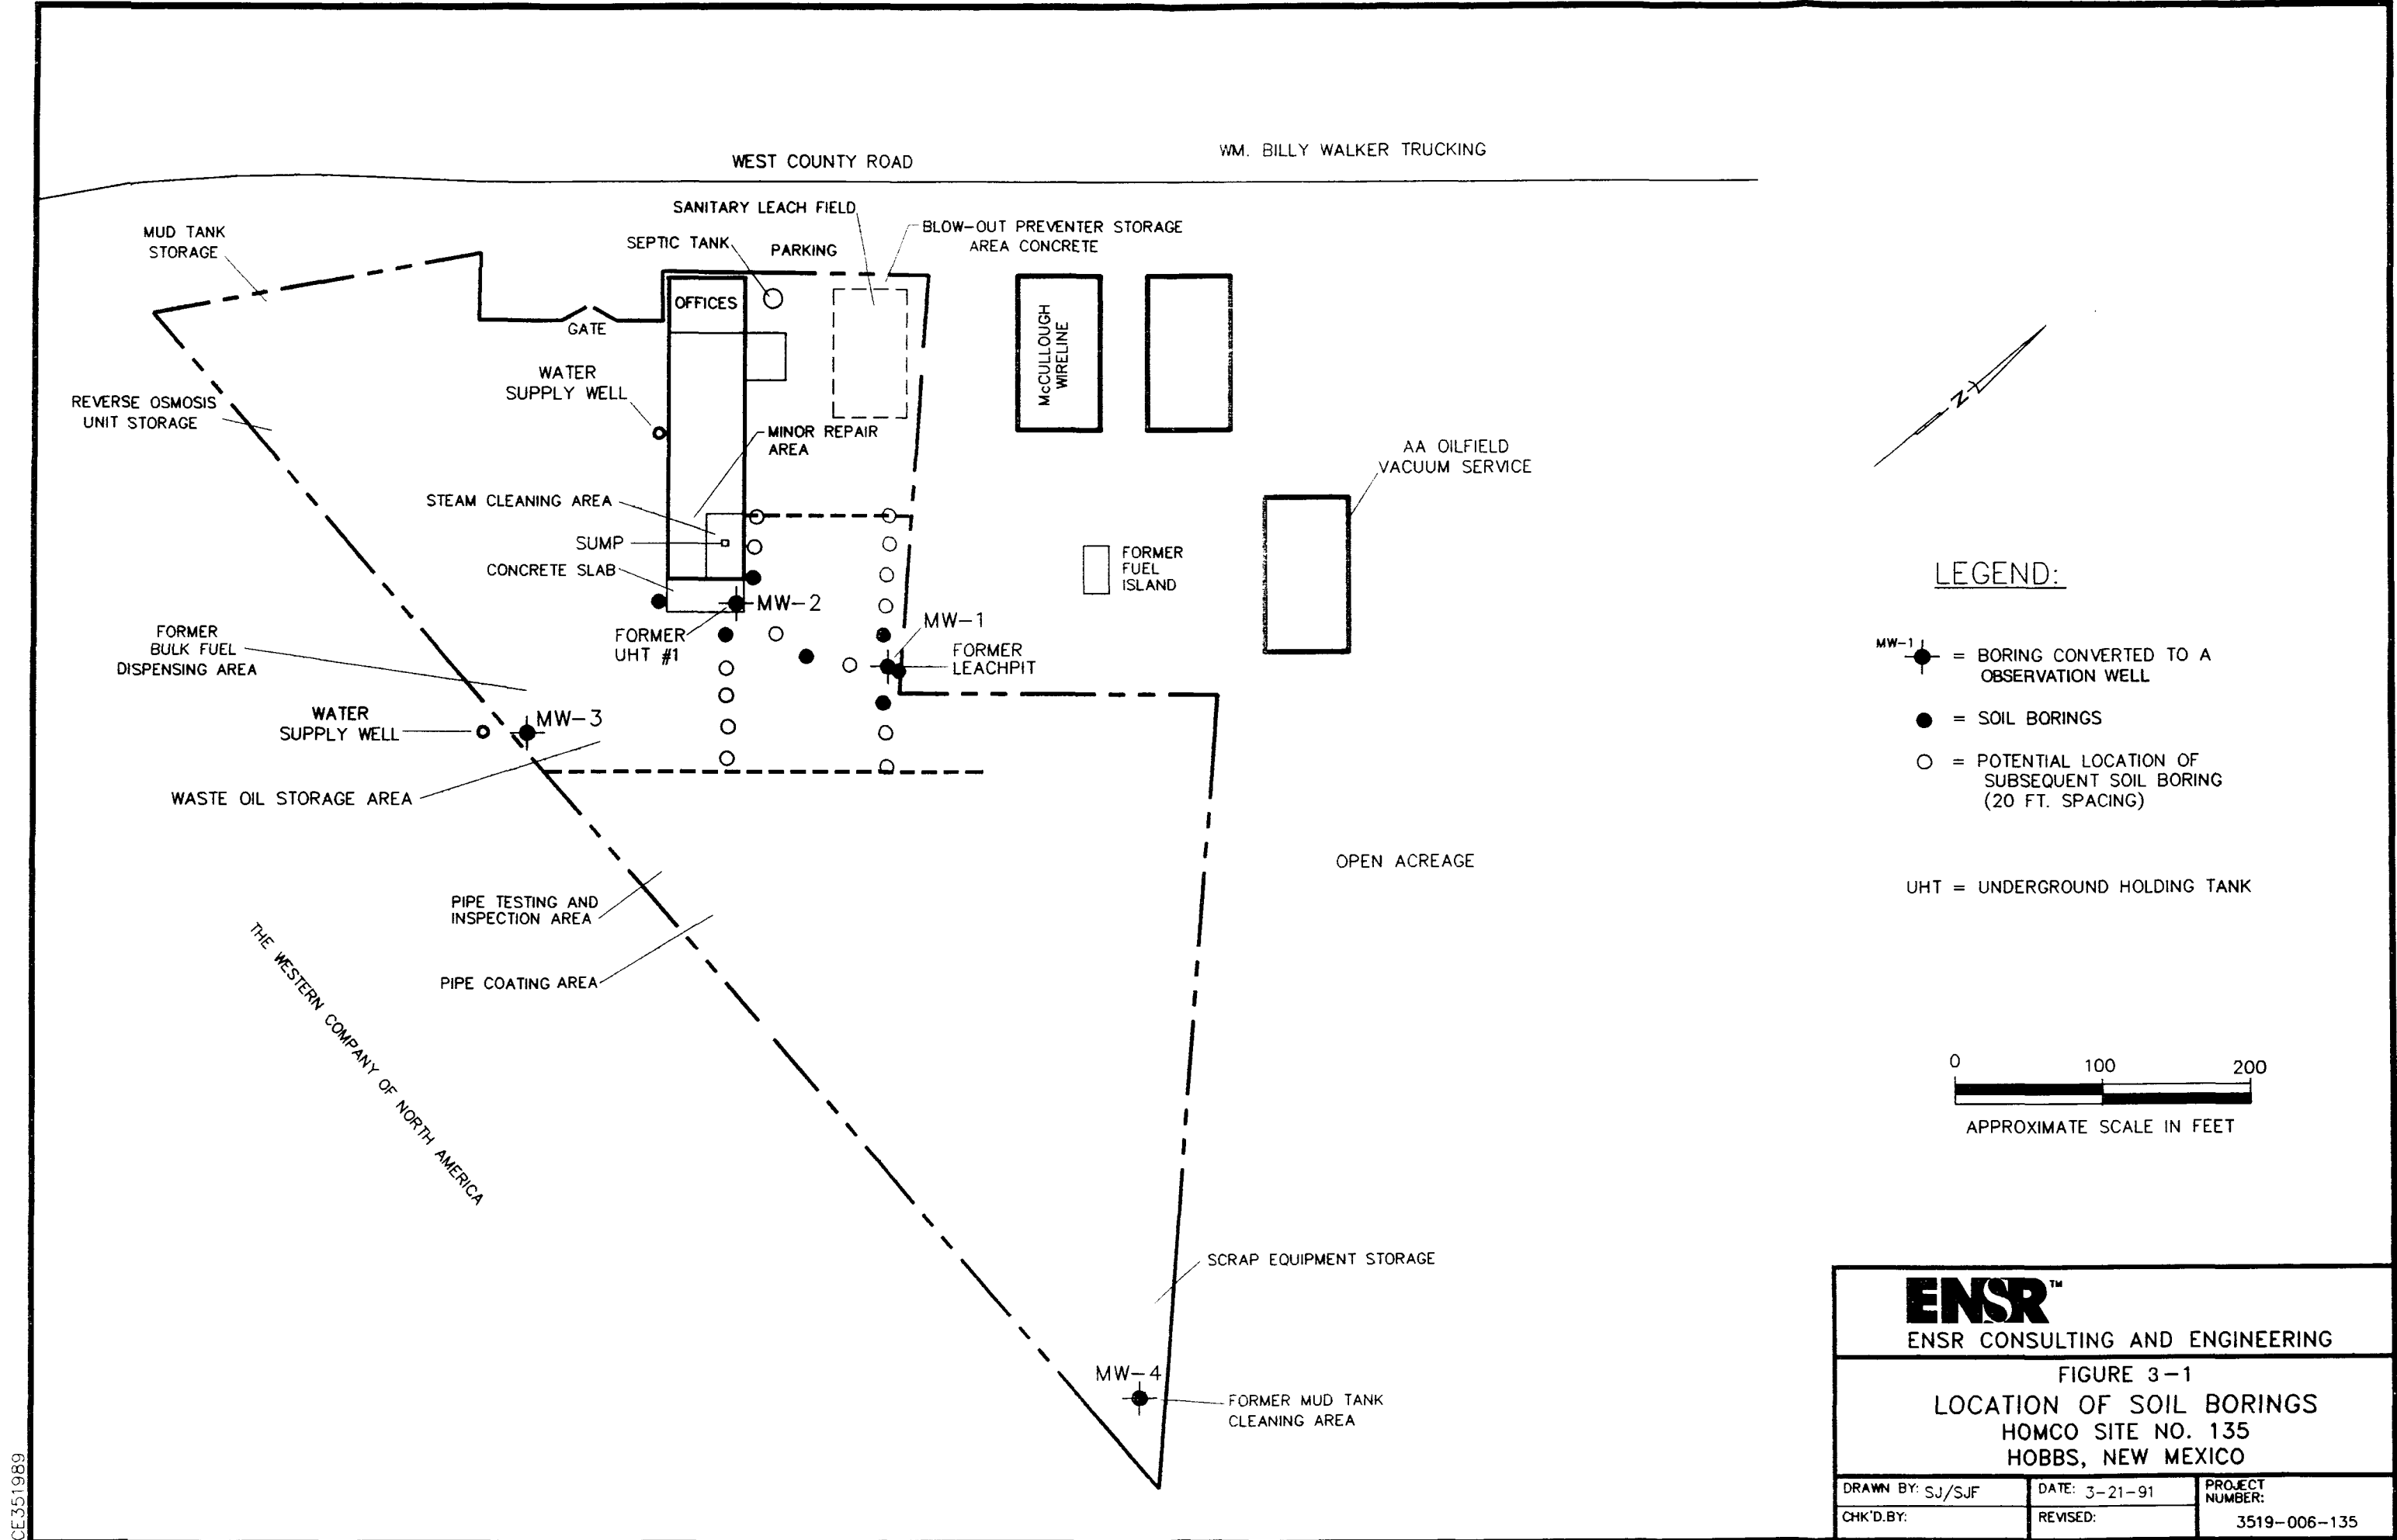 WEST COUNTY ROAD
WM. BILLY WALKER TRUCKING
SANITARY LEACH FIELD
MUD TANK
STORAGE
SEPTIC TANK
PARKING
BLOW-OUT PREVENTER STORAGE
AREA CONCRETE
OFFICES
GATE
McCULLOUGH
WIRELINE
WATER
SUPPLY WELL
REVERSE OSMOSIS
UNIT STORAGE
N
MINOR REPAIR
AREA
AA OILFIELD
VACUUM SERVICE
STEAM CLEANING AREA
SUMP
CONCRETE SLAB
FORMER
FUEL
ISLAND
MW-2
MW-1
FORMER
UHT #1
FORMER
LEACHPIT
FORMER
BULK FUEL
DISPENSING AREA
WATER
SUPPLY WELL
MW-3
WASTE OIL STORAGE AREA
OPEN ACREAGE
PIPE TESTING AND
INSPECTION AREA
PIPE COATING AREA
THE WESTERN COMPANY OF NORTH AMERICA
SCRAP EQUIPMENT STORAGE
MW-4
FORMER MUD TANK
CLEANING AREA
LEGEND:
MW-1
= BORING CONVERTED TO A
OBSERVATION WELL
= SOIL BORINGS
= POTENTIAL LOCATION OF
SUBSEQUENT SOIL BORING
(20 FT. SPACING)
UHT = UNDERGROUND HOLDING TANK
0 100 200
APPROXIMATE SCALE IN FEET
ENSR™
ENSR CONSULTING AND ENGINEERING
FIGURE 3-1
LOCATION OF SOIL BORINGS
HOMCO SITE NO. 135
HOBBS, NEW MEXICO
DRAWN BY: SJ/SJF
DATE: 3-21-91
PROJECT
NUMBER:
3519-006-135
CHK'D.BY:
REVISED:
CE351989